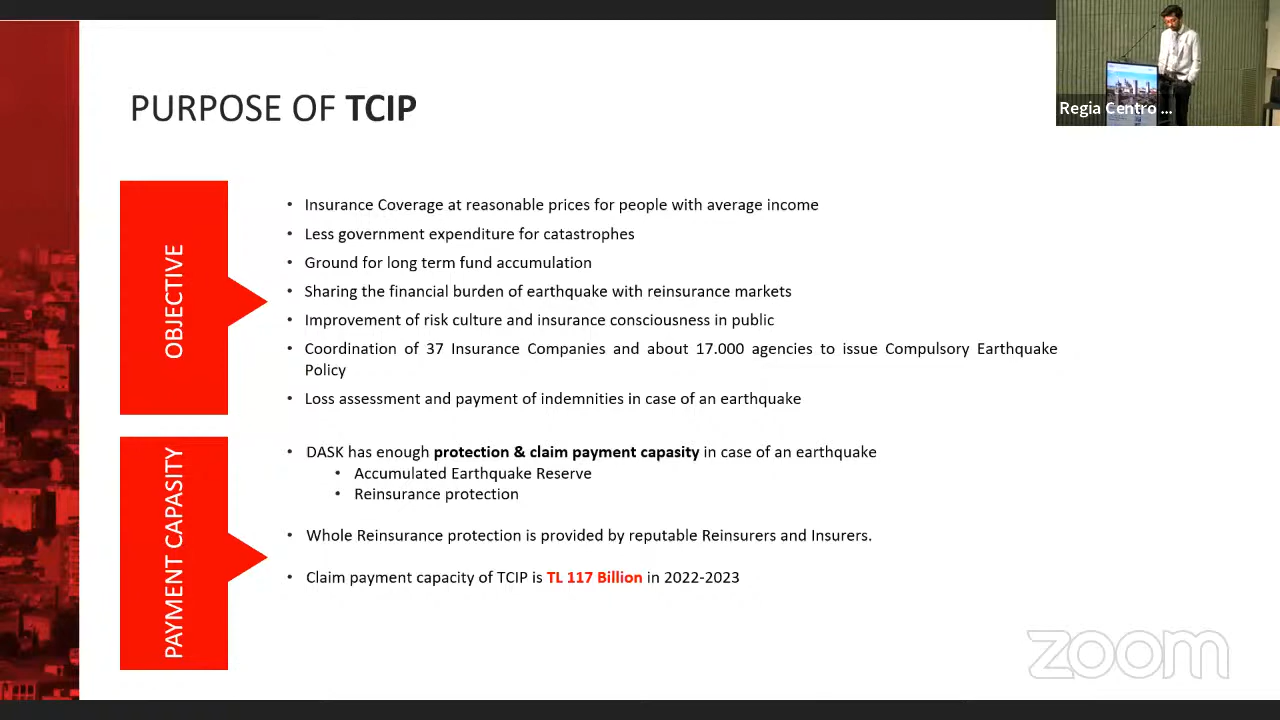 PURPOSE OF TCIP
Regia Centro ...
OBJECTIVE
• Insurance Coverage at reasonable prices for people with average income
• Less government expenditure for catastrophes
• Ground for long term fund accumulation
• Sharing the financial burden of earthquake with reinsurance markets
• Improvement of risk culture and insurance consciousness in public
• Coordination of 37 Insurance Companies and about 17.000 agencies to issue Compulsory Earthquake
Policy
• Loss assessment and payment of indemnities in case of an earthquake
PAYMENT CAPASITY
• DASK has enough protection & claim payment capacity in case of an earthquake
• Accumulated Earthquake Reserve
• Reinsurance protection
• Whole Reinsurance protection is provided by reputable Reinsurers and Insurers.
• Claim payment capacity of TCIP is TL 117 Billion in 2022-2023
zoom